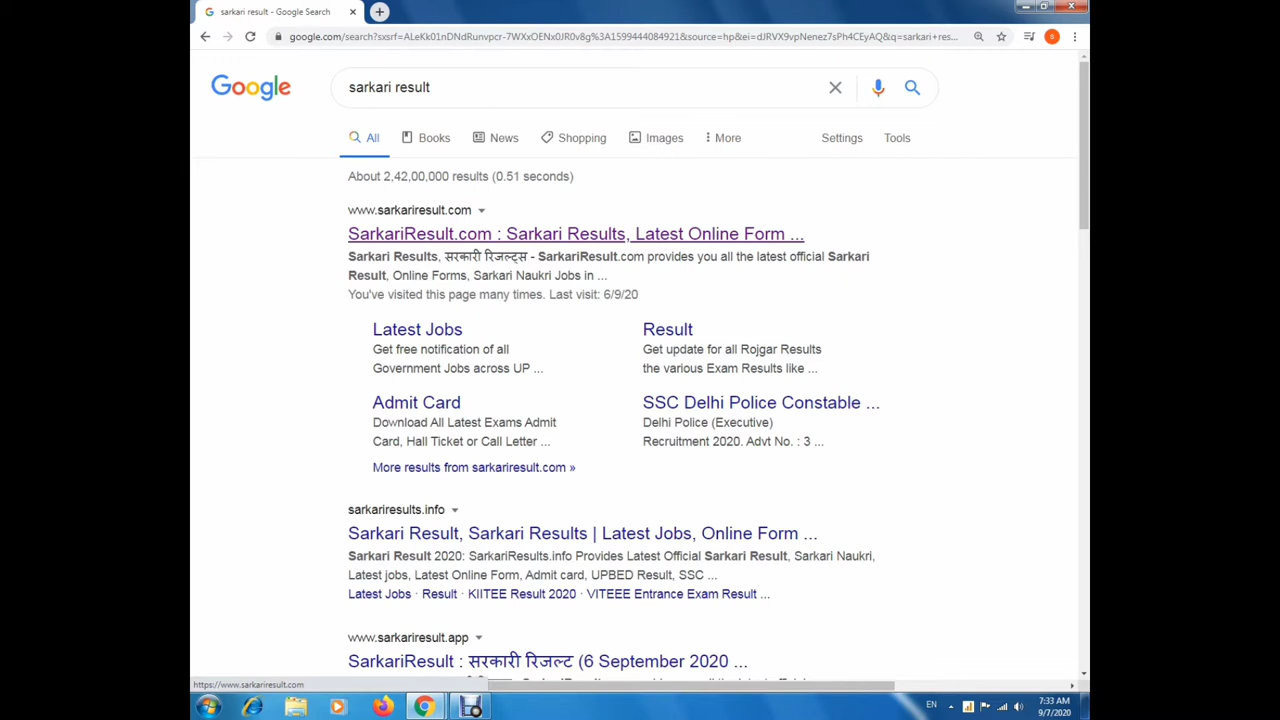 sarkari result - Google Search
google.com/search?sxsrf=ALeKk01nDNdRunvpcr-7WXxOENx0JR0v8g%3A1599444084921&source=hp&ei=dJRVX9vpNenez7sPh4CEyAQ&q=sarkari+res...
S
Google
sarkari result
All
Books
News
Shopping
Images
More
Settings
Tools
About 2,42,00,000 results (0.51 seconds)
www.sarkariresult.com
SarkariResult.com : Sarkari Results, Latest Online Form ...
Sarkari Results, सरकारी रिजल्ट्स - SarkariResult.com provides you all the latest official Sarkari
Result, Online Forms, Sarkari Naukri Jobs in ...
You've visited this page many times. Last visit: 6/9/20
Latest Jobs
Get free notification of all
Government Jobs across UP ...
Result
Get update for all Rojgar Results
the various Exam Results like ...
Admit Card
Download All Latest Exams Admit
Card, Hall Ticket or Call Letter ...
SSC Delhi Police Constable ...
Delhi Police (Executive)
Recruitment 2020. Advt No. : 3 ...
More results from sarkariresult.com »
sarkariresults.info
Sarkari Result, Sarkari Results | Latest Jobs, Online Form ...
Sarkari Result 2020: SarkariResults.info Provides Latest Official Sarkari Result, Sarkari Naukri,
Latest jobs, Latest Online Form, Admit card, UPBED Result, SSC ...
Latest Jobs · Result · KIITEE Result 2020 · VITEEE Entrance Exam Result ...
www.sarkariresult.app
SarkariResult : सरकारी रिजल्ट (6 September 2020 ...
https://www.sarkariresult.com
EN
7:33 AM
9/7/2020